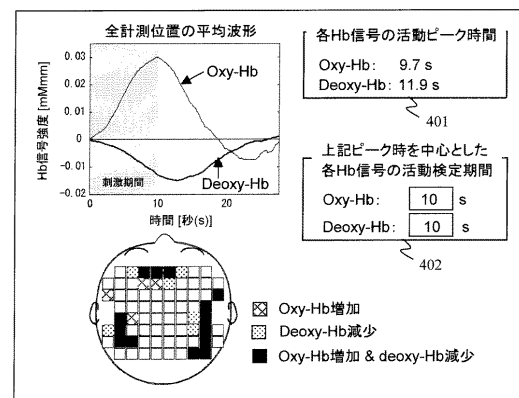 全計測位置の平均波形
Hb信号強度 [mMmm]
0.03
0.02
0.01
0
-0.01
-0.02
Oxy-Hb
Deoxy-Hb
刺激期間
0
10
20
時間 [秒(s)]
各Hb信号の活動ピーク時間
Oxy-Hb: 9.7 s
Deoxy-Hb: 11.9 s
401
上記ピーク時を中心とした
各Hb信号の活動検定期間
Oxy-Hb: 10 s
Deoxy-Hb: 10 s
402
Oxy-Hb増加
Deoxy-Hb減少
Oxy-Hb増加 & deoxy-Hb減少